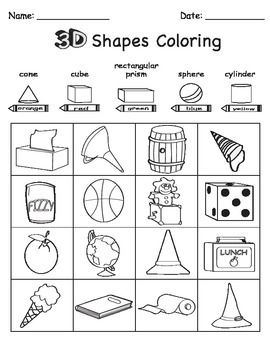 Name: Date:
3D Shapes Coloring
cone cube rectangular prism sphere cylinder
orange red green blue yellow
FIZZY
LUNCH